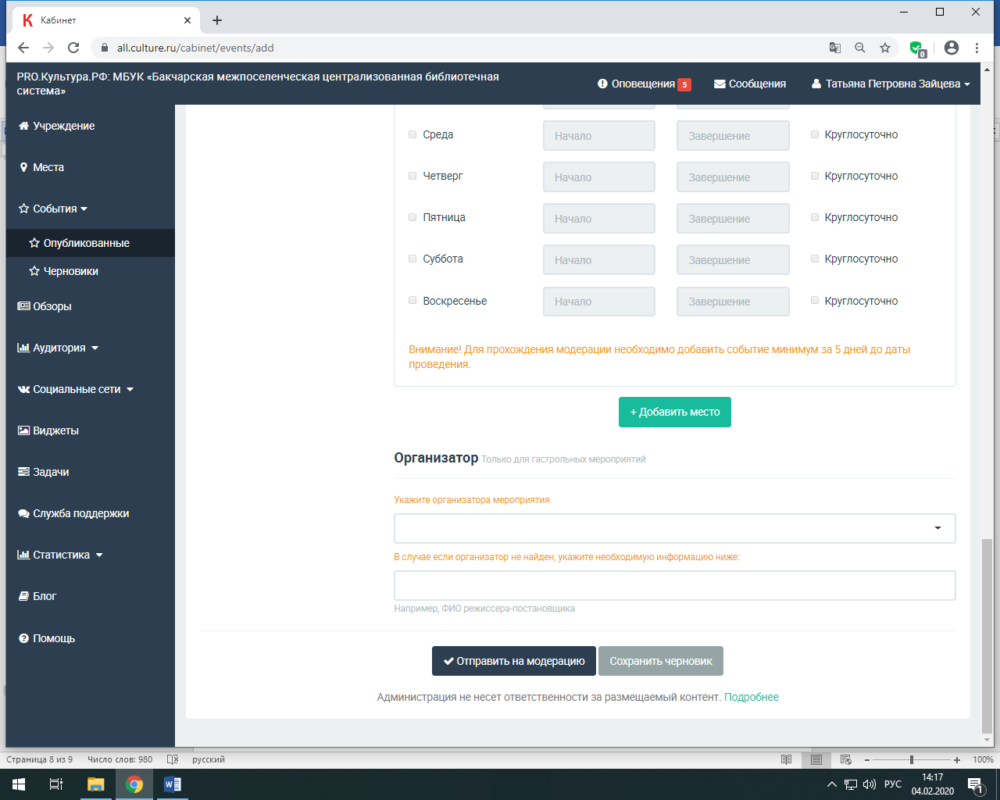 Кабинет
all.culture.ru/cabinet/events/add
0
PRO.Культура.РФ: МБУК «Бакчарская межпоселенческая централизованная библиотечная
система»
Оповещения 5
Сообщения
Татьяна Петровна Зайцева
Учреждение
Места
События
Опубликованные
Черновики
Обзоры
Аудитория
Социальные сети
Виджеты
Задачи
Служба поддержки
Статистика
Блог
Помощь
Среда Начало Завершение Круглосуточно
Четверг Начало Завершение Круглосуточно
Пятница Начало Завершение Круглосуточно
Суббота Начало Завершение Круглосуточно
Воскресенье Начало Завершение Круглосуточно
Внимание! Для прохождения модерации необходимо добавить событие минимум за 5 дней до даты
проведения.
+ Добавить место
Организатор Только для гастрольных мероприятий
Укажите организатора мероприятия
В случае если организатор не найден, укажите необходимую информацию ниже:
Например, ФИО режиссера-постановщика
Отправить на модерацию
Сохранить черновик
Администрация не несет ответственности за размещаемый контент. Подробнее
Страница 8 из 9 Число слов: 980 русский 100%
РУС
14:17
04.02.2020
1